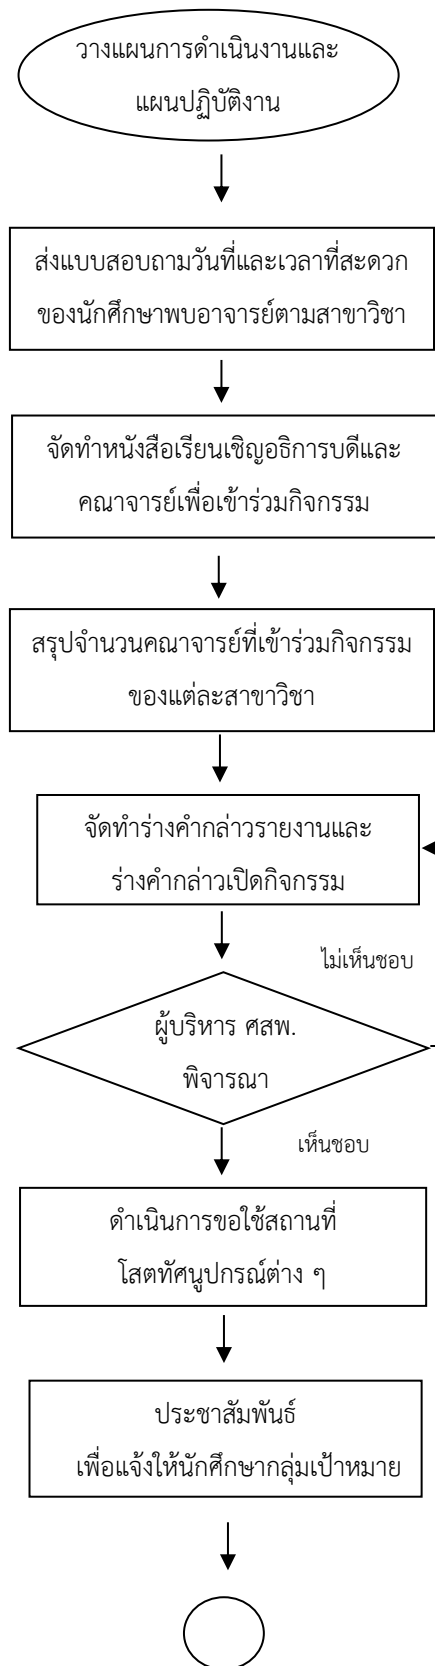 วางแผนการดำเนินงานและ
แผนปฏิบัติงาน
ส่งแบบสอบถามวันที่และเวลาที่สะดวก
ของนักศึกษาพบอาจารย์ตามสาขาวิชา
จัดทำหนังสือเรียนเชิญอธิการบดีและ
คณาจารย์เพื่อเข้าร่วมกิจกรรม
สรุปจำนวนคณาจารย์ที่เข้าร่วมกิจกรรม
ของแต่ละสาขาวิชา
จัดทำร่างคำกล่าวรายงานและ
ร่างคำกล่าวเปิดกิจกรรม
ไม่เห็นชอบ
ผู้บริหาร ศสพ.
พิจารณา
เห็นชอบ
ดำเนินการขอใช้สถานที่
โสตทัศนูปกรณ์ต่าง ๆ
ประชาสัมพันธ์
เพื่อแจ้งให้นักศึกษากลุ่มเป้าหมาย